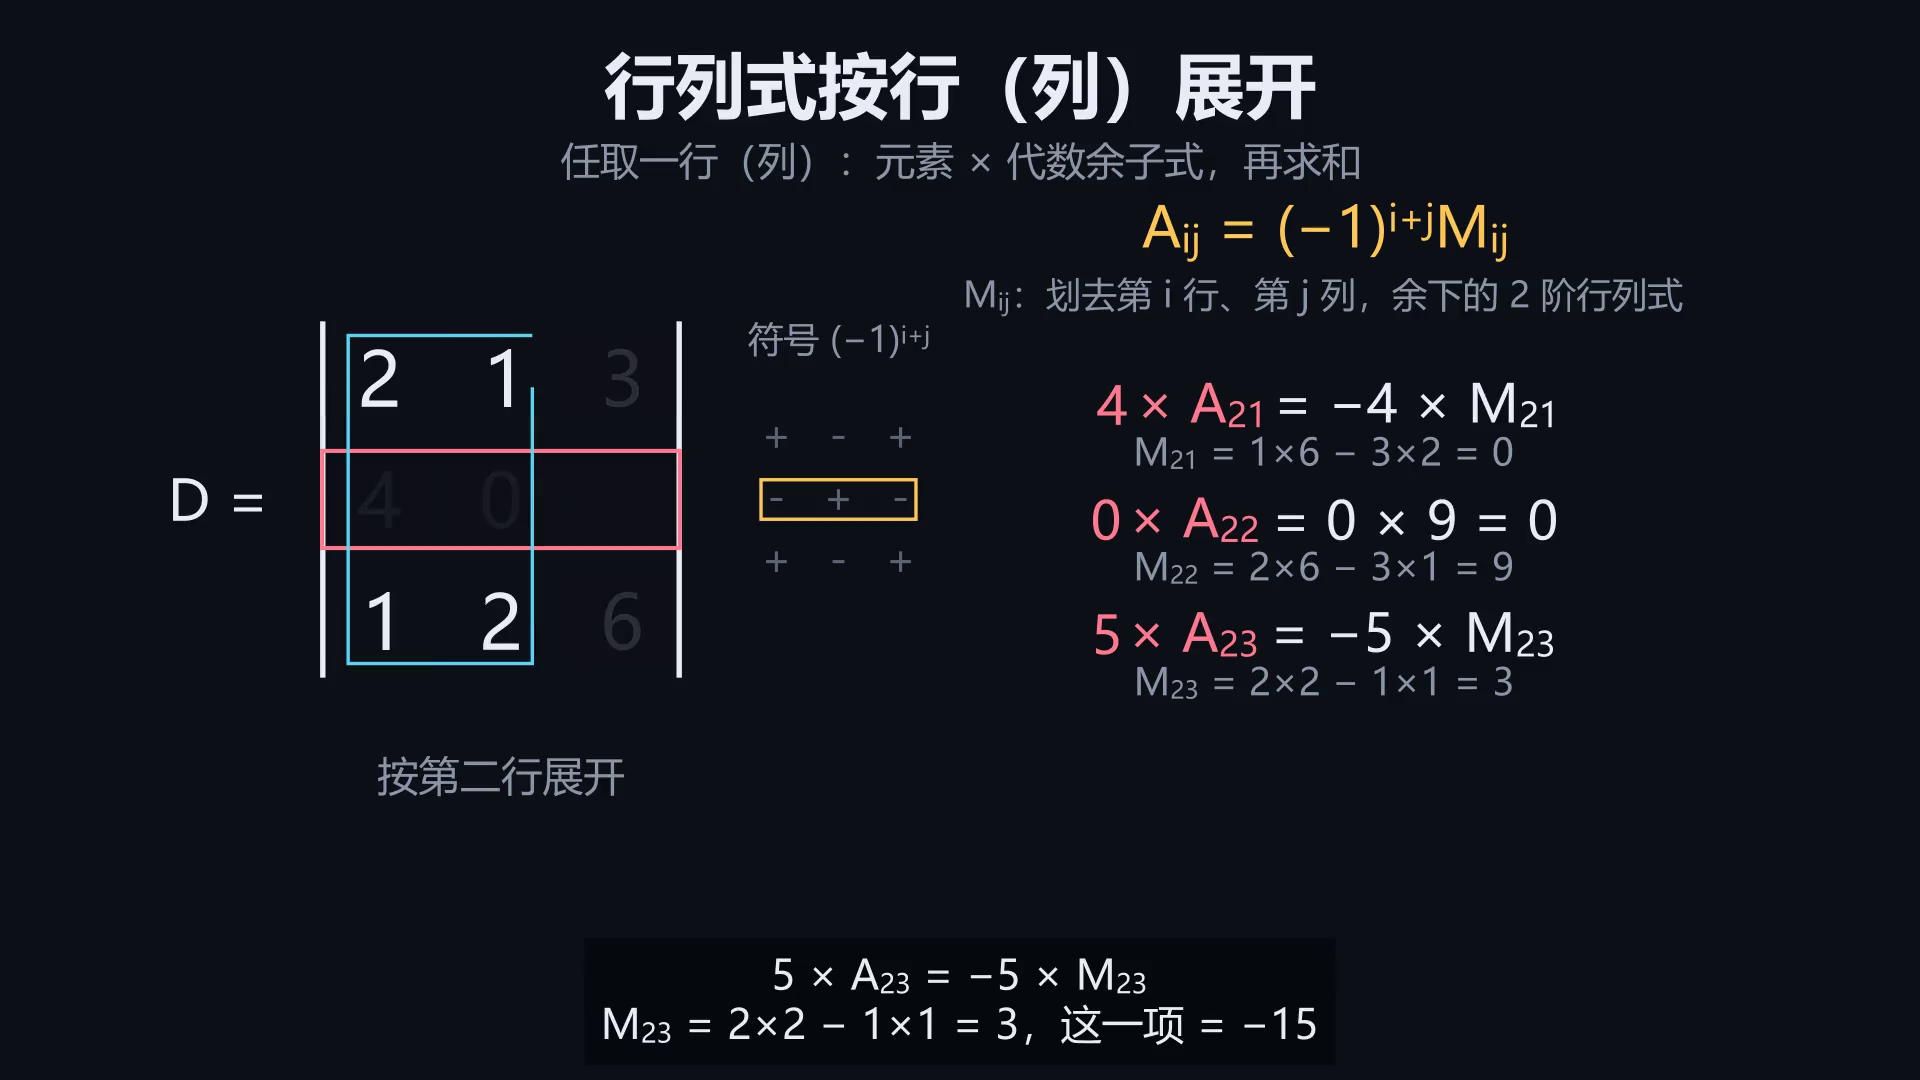 行列式按行（列）展开
任取一行（列）：元素 × 代数余子式，再求和
Aᵢⱼ = (−1)ⁱ⁺ʲMᵢⱼ
Mᵢⱼ：划去第 i 行、第 j 列，余下的 2 阶行列式
符号 (−1)ⁱ⁺ʲ
D =
2 1 3
4 0
1 2 6
+ - +
- + -
+ - +
4 × A₂₁ = −4 × M₂₁
M₂₁ = 1×6 − 3×2 = 0
0 × A₂₂ = 0 × 9 = 0
M₂₂ = 2×6 − 3×1 = 9
5 × A₂₃ = −5 × M₂₃
M₂₃ = 2×2 − 1×1 = 3
按第二行展开
5 × A₂₃ = −5 × M₂₃
M₂₃ = 2×2 − 1×1 = 3，这一项 = −15